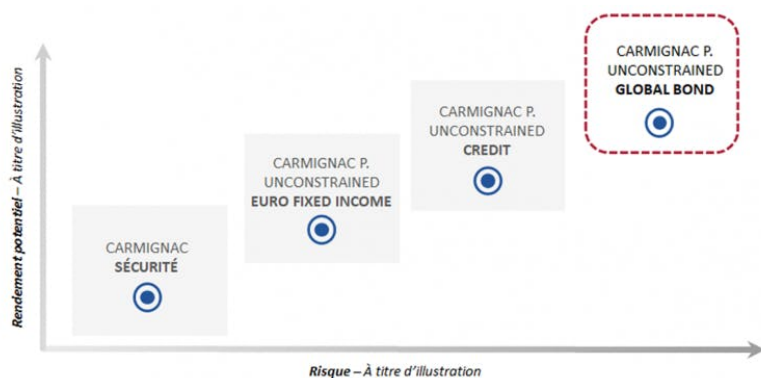 CARMIGNAC P.
UNCONSTRAINED
GLOBAL BOND
CARMIGNAC P.
UNCONSTRAINED
CREDIT
CARMIGNAC P.
UNCONSTRAINED
EURO FIXED INCOME
CARMIGNAC
SÉCURITÉ
Rendement potentiel – À titre d'illustration
Risque – À titre d'illustration